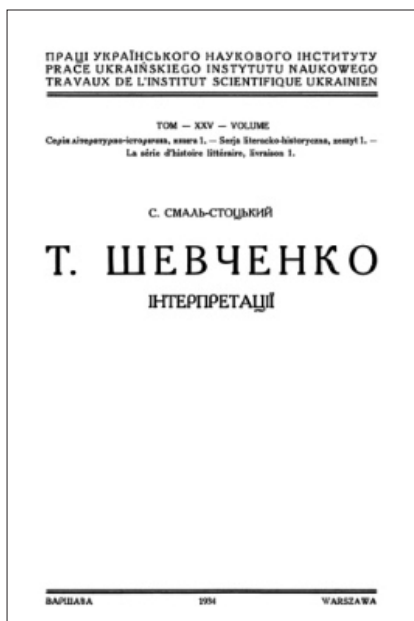 ПРАЦІ УКРАЇНСЬКОГО НАУКОВОГО ІНСТИТУТУ
PRACE UKRAIŃSKIEGO INSTYTUTU NAUKOWEGO
TRAVAUX DE L'INSTITUT SCIENTIFIQUE UKRAINIEN
TOM — XXV — VOLUME
Серія літературно-історична, книга 1. — Serja literacko-historyczna, zeszyt 1. —
La série d'histoire littéraire, livraison 1.
С. СМАЛЬ-СТОЦЬКИЙ
Т. ШЕВЧЕНКО
ІНТЕРПРЕТАЦІЇ
ВАРШАВА 1934 WARSZAWA